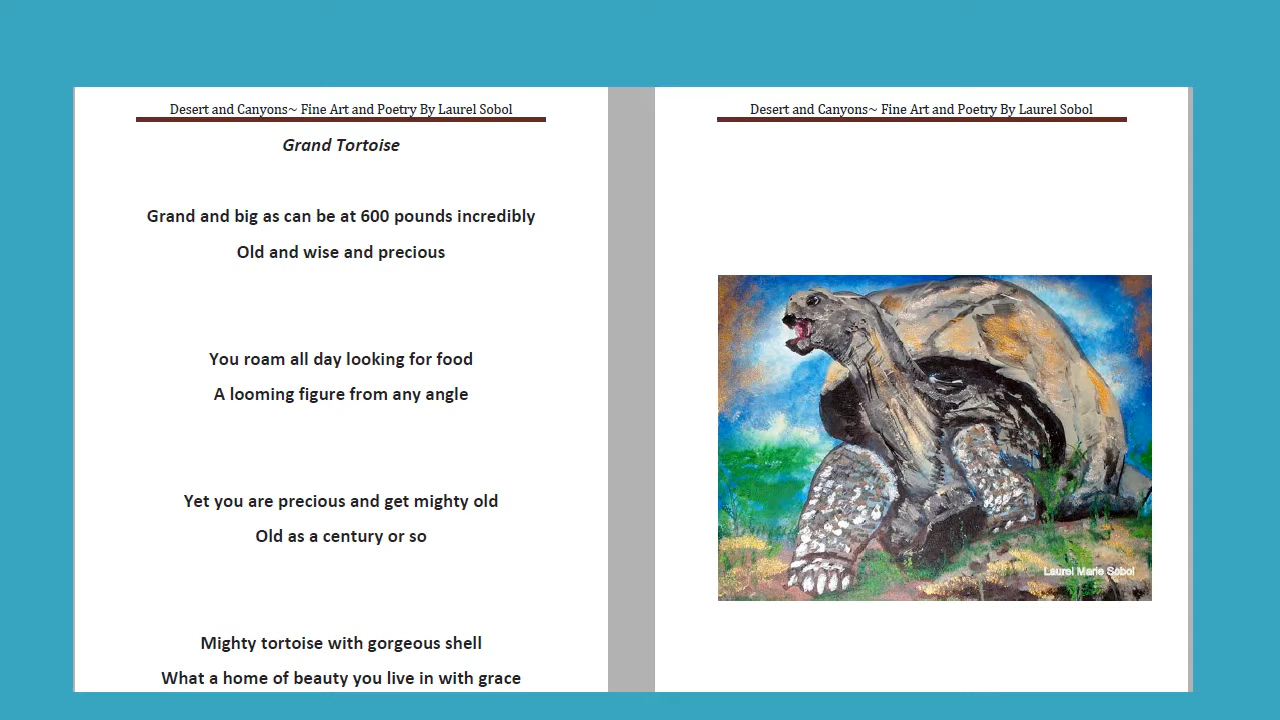 Desert and Canyons~ Fine Art and Poetry By Laurel Sobol
Grand Tortoise
Grand and big as can be at 600 pounds incredibly
Old and wise and precious
You roam all day looking for food
A looming figure from any angle
Yet you are precious and get mighty old
Old as a century or so
Mighty tortoise with gorgeous shell
What a home of beauty you live in with grace
Desert and Canyons~ Fine Art and Poetry By Laurel Sobol
Laurel Marie Sobol